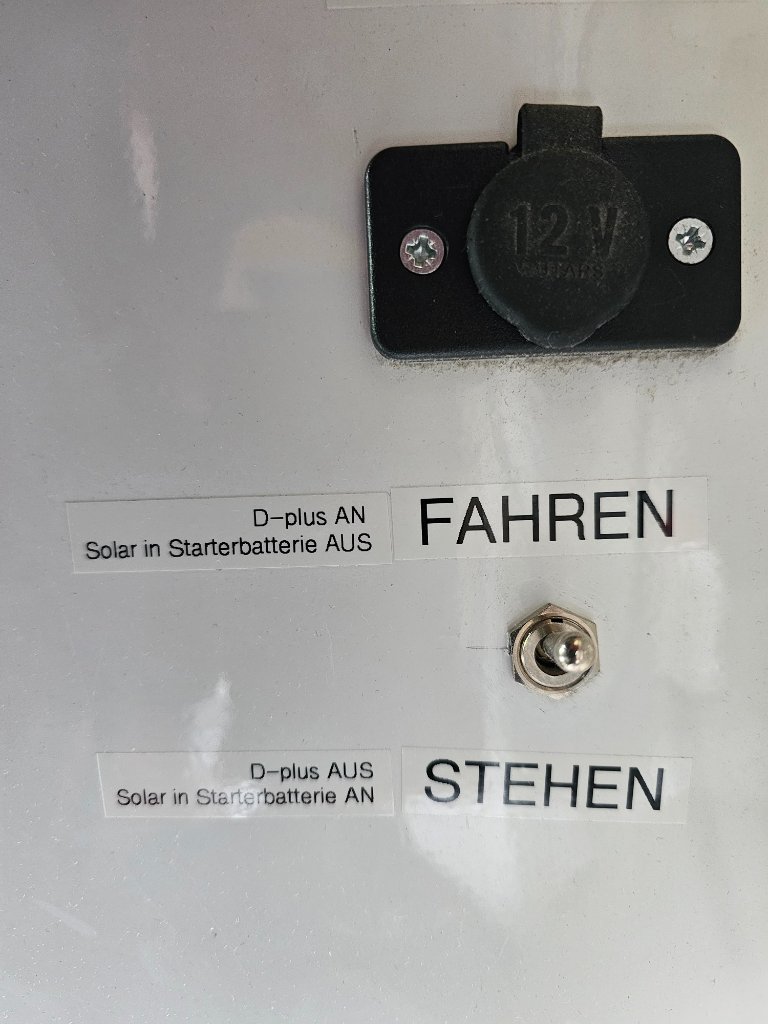 12 V
D-plus AN
Solar in Starterbatterie AUS
FAHREN
D-plus AUS
Solar in Starterbatterie AN
STEHEN